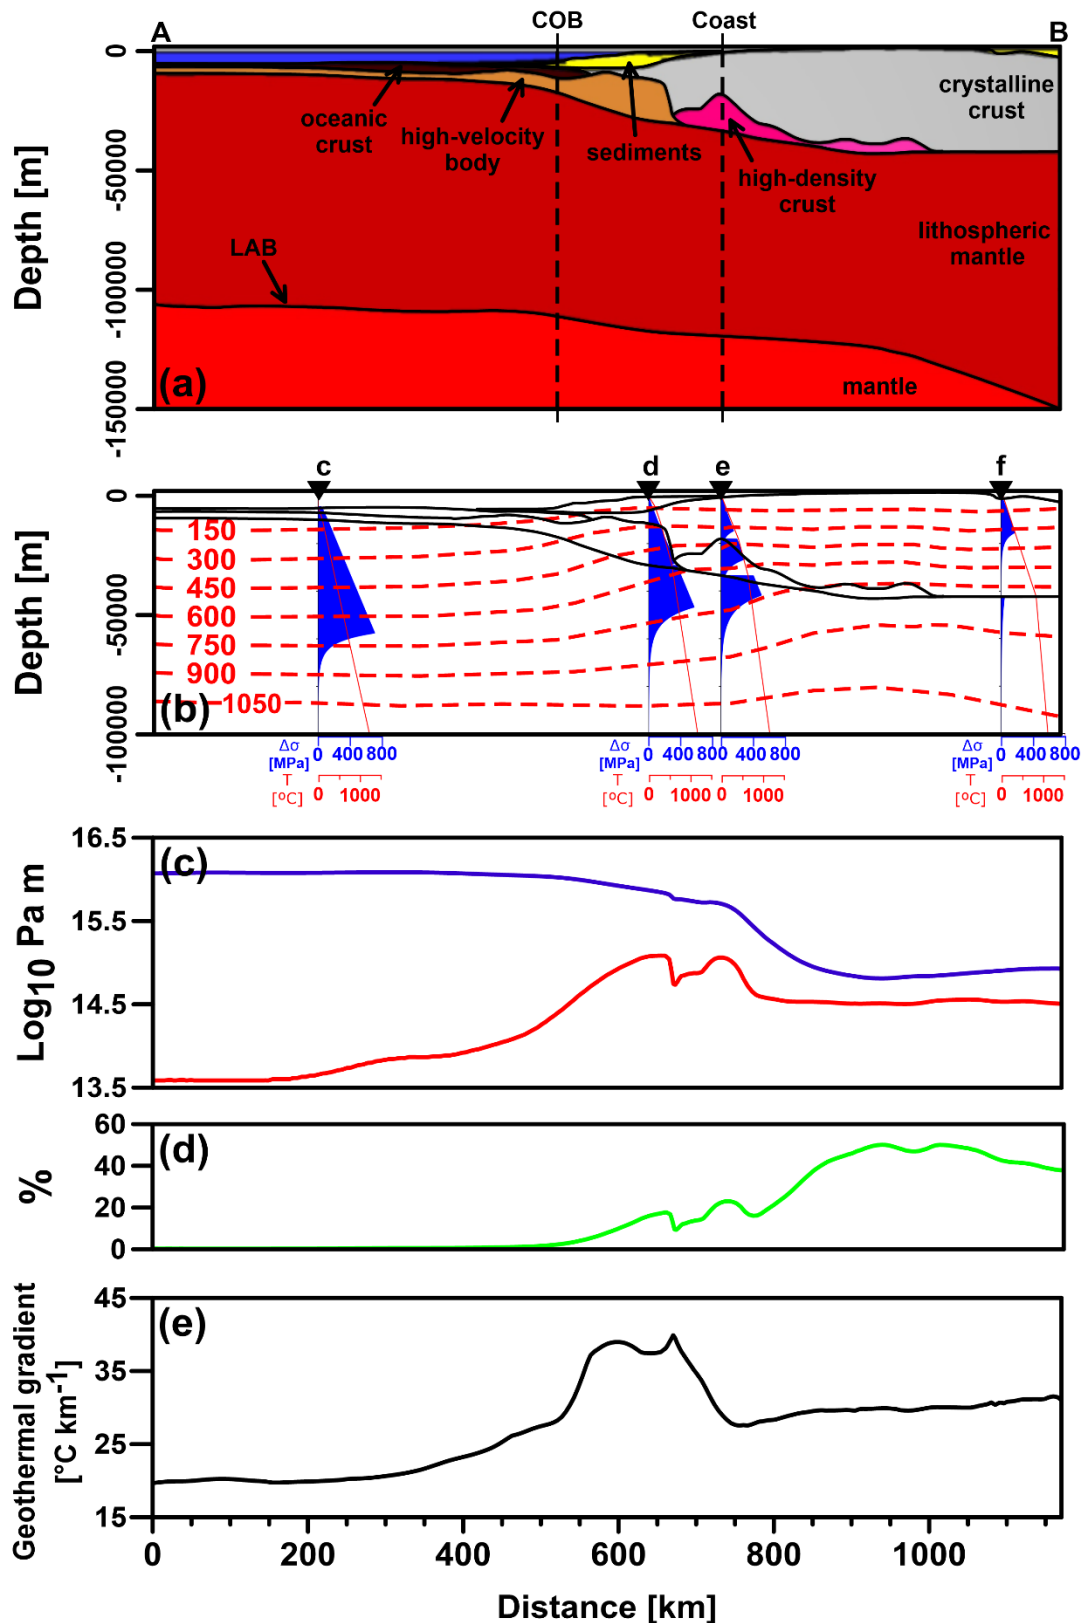 COB Coast
A B
0
-50000
-100000
-150000
Depth [m]
oceanic
crust
high-velocity
body
sediments
high-density
crust
crystalline
crust
lithospheric
mantle
LAB
mantle
(a)
c d e f
0
-50000
-100000
Depth [m]
150
300
450
600
750
900
1050
(b)
Δσ 0 400 800 Δσ 0 400 800 0 400 800 Δσ 0 400 800
[MPa] [MPa] [MPa]
T T T
[ºC] 0 1000 [ºC] 0 1000 0 1000 [ºC] 0 1000
(c)
16.5
15.5
14.5
13.5
Log10 Pa m
(d)
60
40
20
0
%
(e)
45
35
25
15
Geothermal gradient
[°C km-1]
0 200 400 600 800 1000
Distance [km]